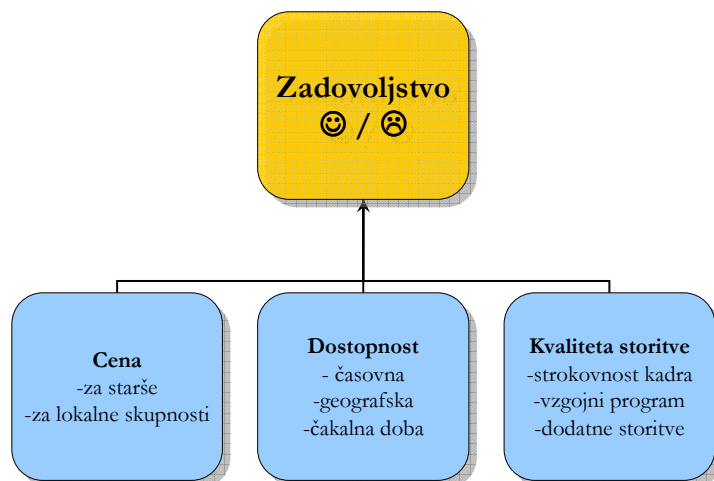 Zadovoljstvo
☺ / ☹
Cena
-za starše
-za lokalne skupnosti
Dostopnost
- časovna
-geografska
-čakalna doba
Kvaliteta storitve
-strokovnost kadra
-vzgojni program
-dodatne storitve